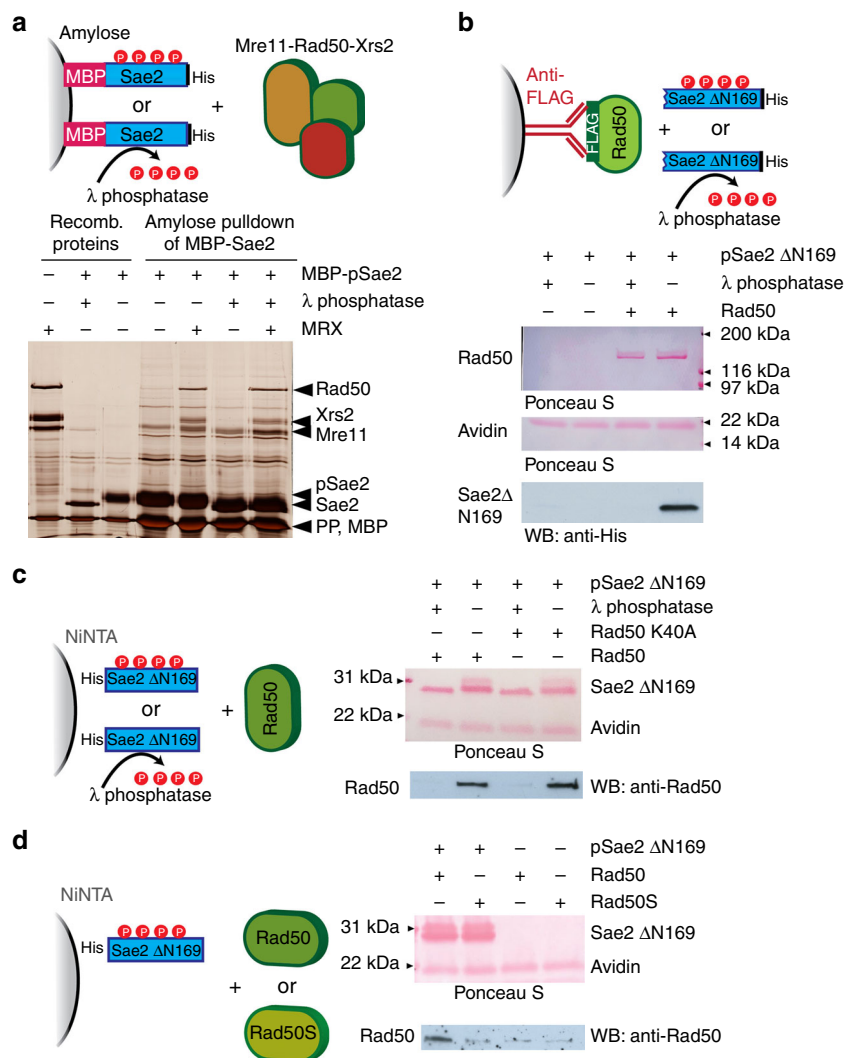 a
Amylose
P P P P
MBP Sae2 His
or
+
MBP Sae2 His
P P P P
λ phosphatase
Mre11-Rad50-Xrs2
Recomb. proteins
Amylose pulldown of MBP-Sae2
– + + + + + + MBP-pSae2
– + – – – + + λ phosphatase
+ – – – + – + MRX
Rad50
Xrs2
Mre11
pSae2
Sae2
PP, MBP
b
Anti-
FLAG
FLAG
Rad50
+
P P P P
Sae2 ΔN169 His
or
Sae2 ΔN169 His
P P P P
λ phosphatase
+ + + + pSae2 ΔN169
+ – + – λ phosphatase
– – + + Rad50
Rad50
200 kDa
116 kDa
97 kDa
Ponceau S
Avidin
22 kDa
14 kDa
Ponceau S
Sae2Δ
N169
WB: anti-His
c
NiNTA
P P P P
His Sae2 ΔN169
or
+
Rad50
His Sae2 ΔN169
P P P P
λ phosphatase
+ + + + pSae2 ΔN169
+ – + – λ phosphatase
– – + + Rad50 K40A
+ + – – Rad50
31 kDa
Sae2 ΔN169
22 kDa
Avidin
Ponceau S
Rad50
WB: anti-Rad50
d
NiNTA
P P P P
His Sae2 ΔN169
+
Rad50
or
Rad50S
+ + – – pSae2 ΔN169
+ – + – Rad50
– + – + Rad50S
31 kDa
Sae2 ΔN169
22 kDa
Avidin
Ponceau S
Rad50
WB: anti-Rad50